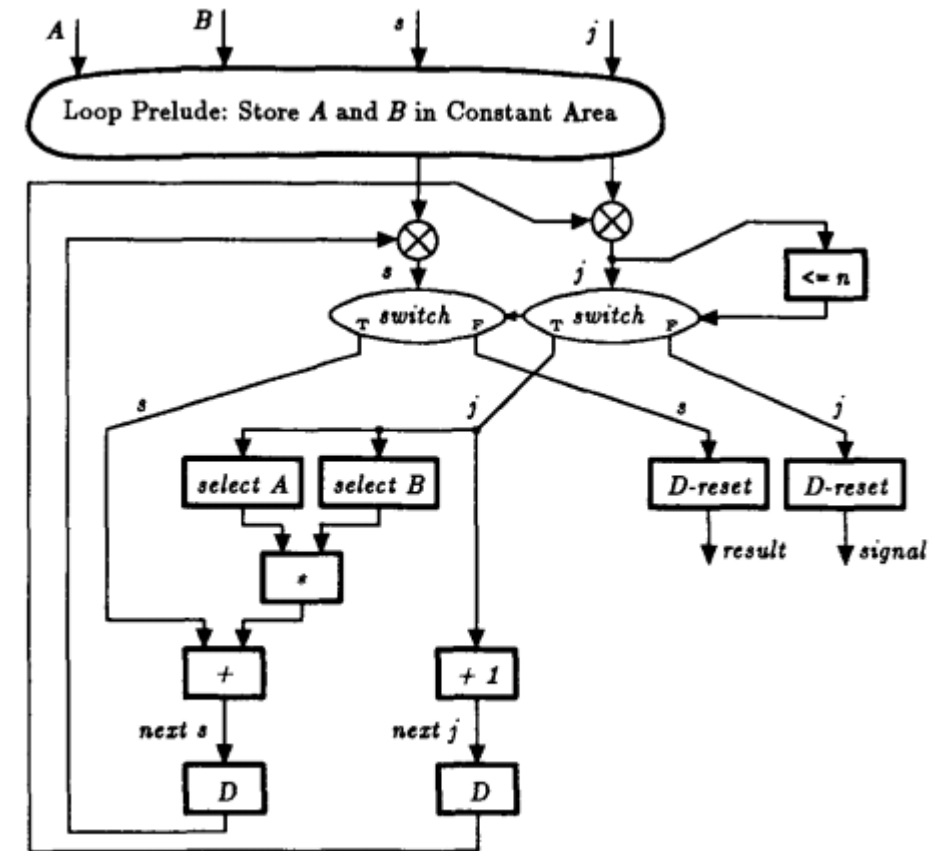 A B s j
Loop Prelude: Store A and B in Constant Area
s j
<= n
T switch F T switch F
s j s j
select A select B D-reset D-reset
result signal
*
+ + 1
next s next j
D D